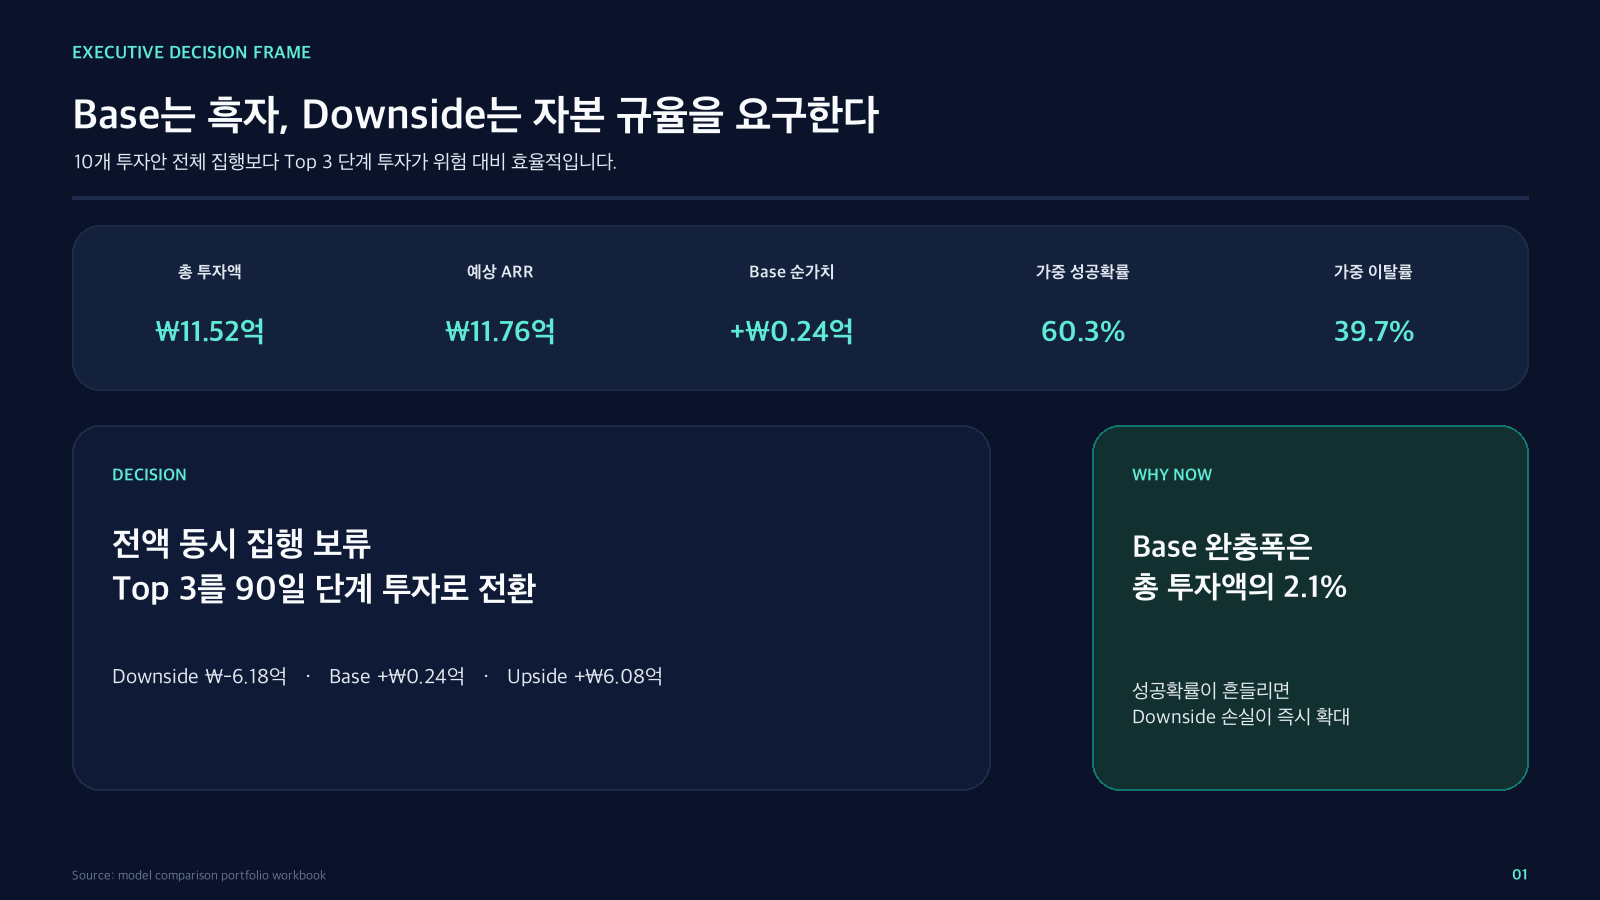 EXECUTIVE DECISION FRAME
Base는 흑자, Downside는 자본 규율을 요구한다
10개 투자안 전체 집행보다 Top 3 단계 투자가 위험 대비 효율적입니다.
총 투자액
₩11.52억
예상 ARR
₩11.76억
Base 순가치
+₩0.24억
가중 성공확률
60.3%
가중 이탈률
39.7%
DECISION
전액 동시 집행 보류
Top 3를 90일 단계 투자로 전환
Downside ₩-6.18억 · Base +₩0.24억 · Upside +₩6.08억
WHY NOW
Base 완충폭은
총 투자액의 2.1%
성공확률이 흔들리면
Downside 손실이 즉시 확대
Source: model comparison portfolio workbook
01